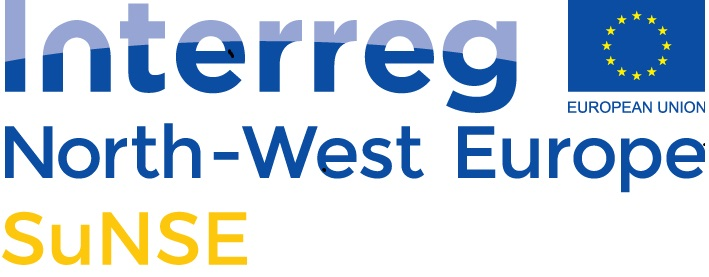 Interreg
EUROPEAN UNION
North-West Europe
SuNSE